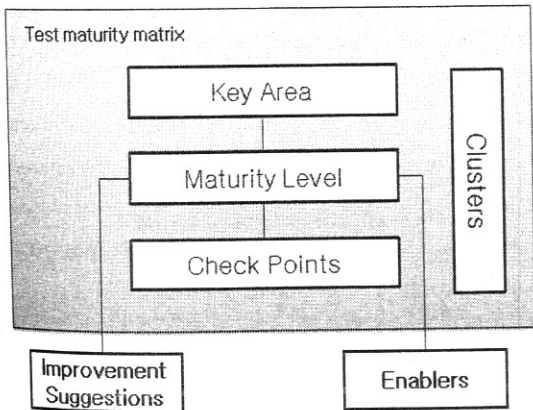 Test maturity matrix
Key Area
Maturity Level
Check Points
Clusters
Improvement
Suggestions
Enablers